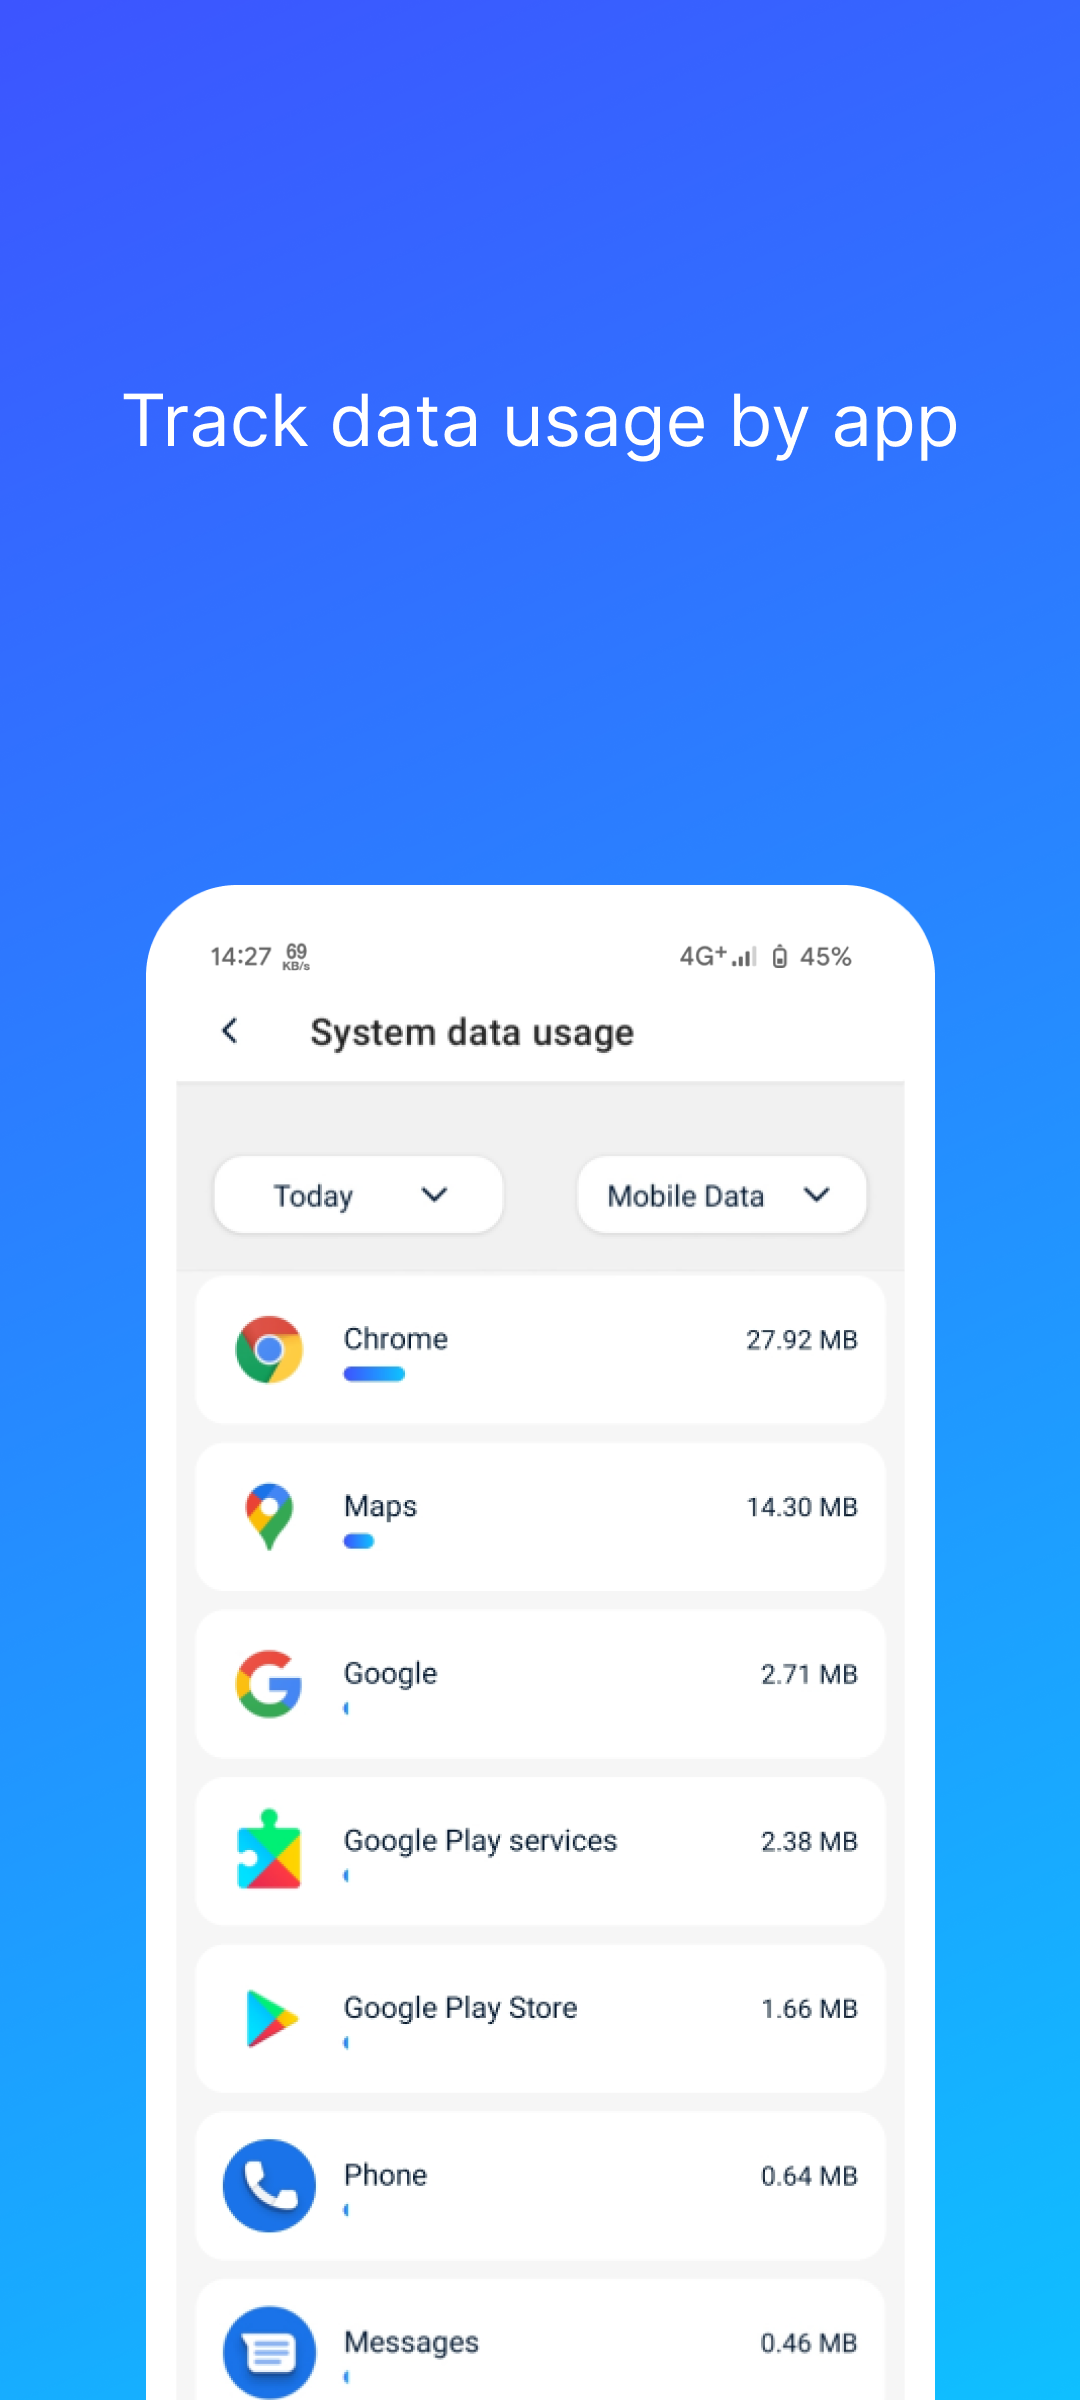 Track data usage by app
14:27 69 KB/s 4G+ 45%
System data usage
Today Mobile Data
Chrome 27.92 MB
Maps 14.30 MB
Google 2.71 MB
Google Play services 2.38 MB
Google Play Store 1.66 MB
Phone 0.64 MB
Messages 0.46 MB